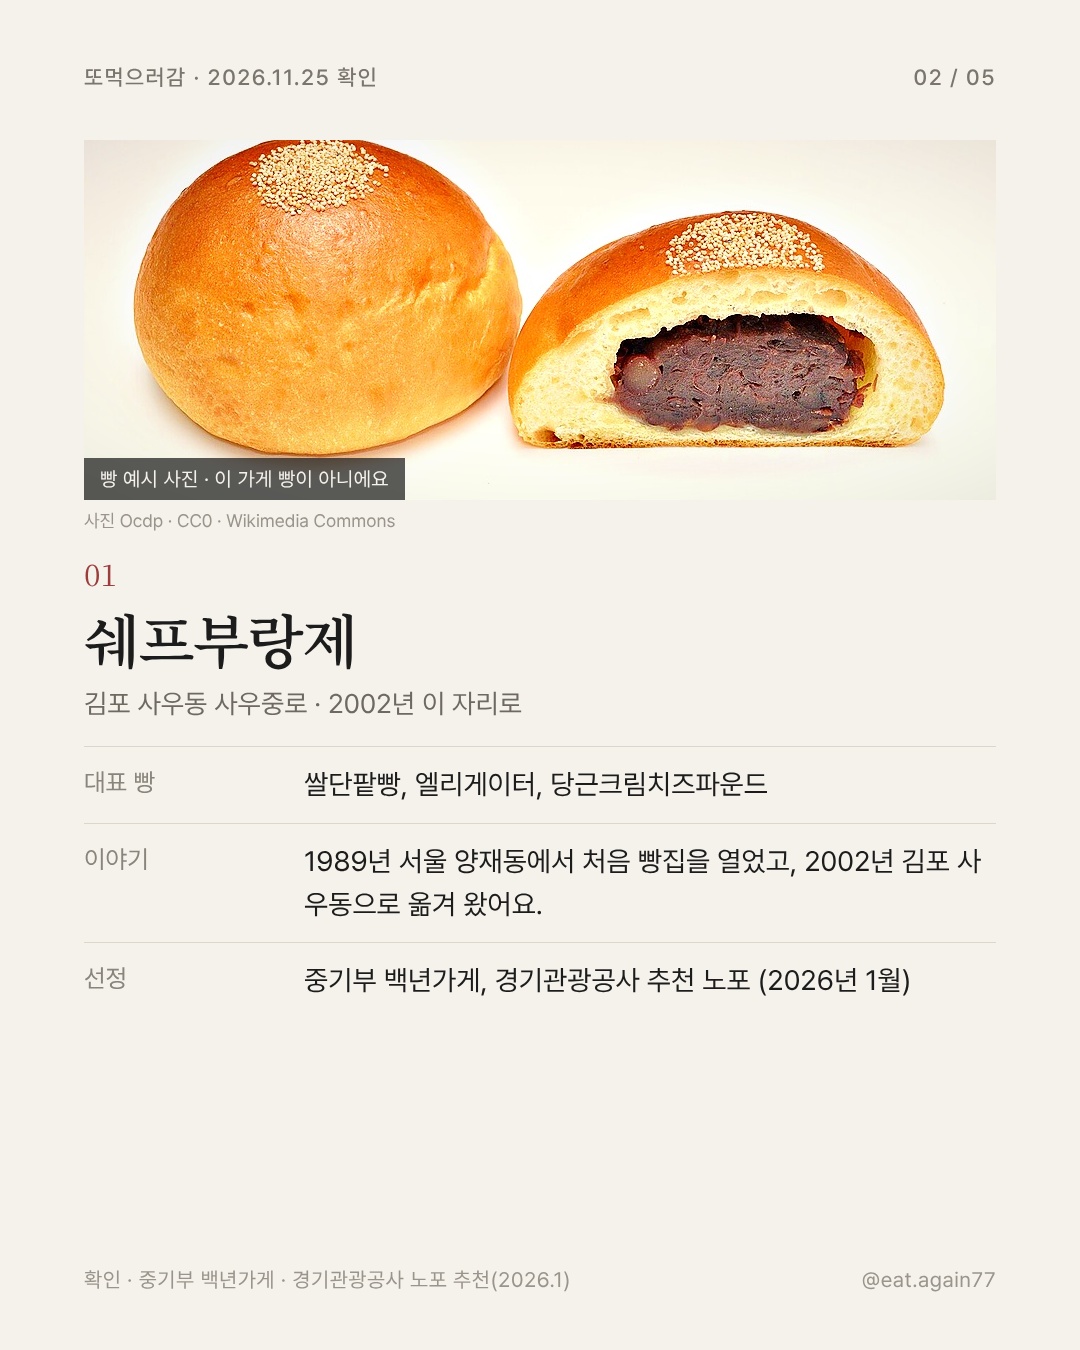 또먹으러감 · 2026.11.25 확인
02 / 05
빵 예시 사진 · 이 가게 빵이 아니에요
사진 Ocdp · CC0 · Wikimedia Commons
01
쉐프부랑제
김포 사우동 사우중로 · 2002년 이 자리로
대표 빵
쌀단팥빵, 엘리게이터, 당근크림치즈파운드
이야기
1989년 서울 양재동에서 처음 빵집을 열었고, 2002년 김포 사
우동으로 옮겨 왔어요.
선정
중기부 백년가게, 경기관광공사 추천 노포 (2026년 1월)
확인 · 중기부 백년가게 · 경기관광공사 노포 추천(2026.1)
@eat.again77